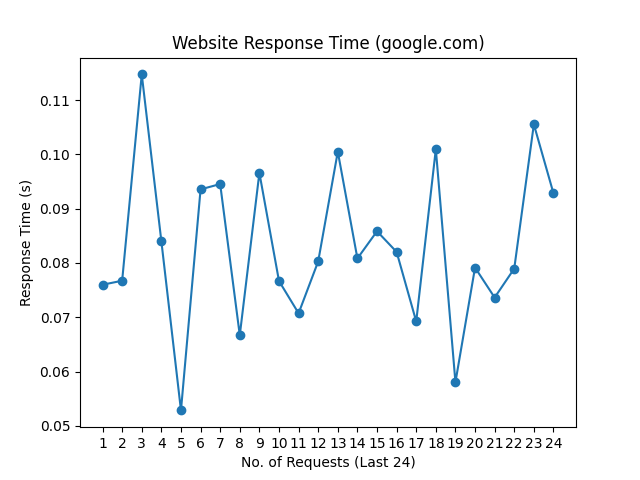 Website Response Time (google.com)
Response Time (s)
0.11
0.10
0.09
0.08
0.07
0.06
0.05
1 2 3 4 5 6 7 8 9 10 11 12 13 14 15 16 17 18 19 20 21 22 23 24
No. of Requests (Last 24)